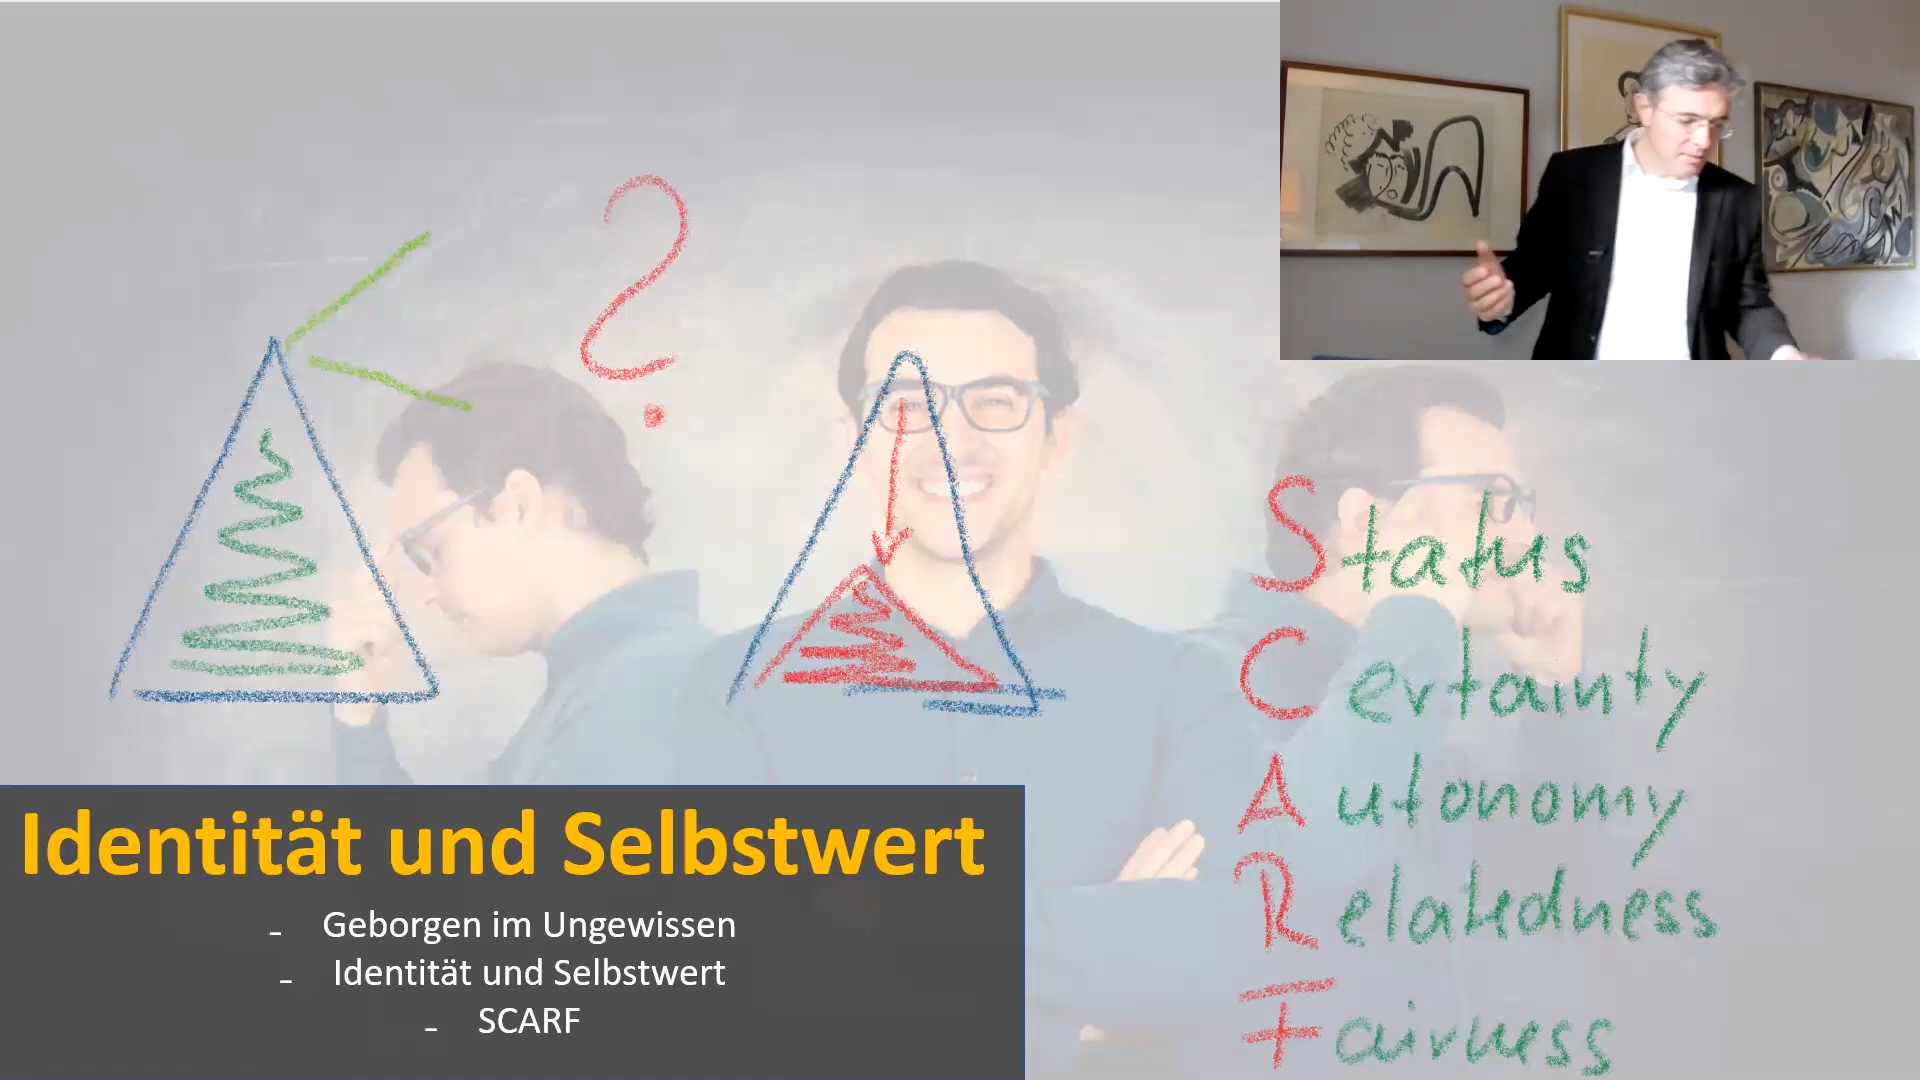 ?
Status
Certainty
Autonomy
Relatedness
Fairness
Identität und Selbstwert
- Geborgen im Ungewissen
- Identität und Selbstwert
- SCARF